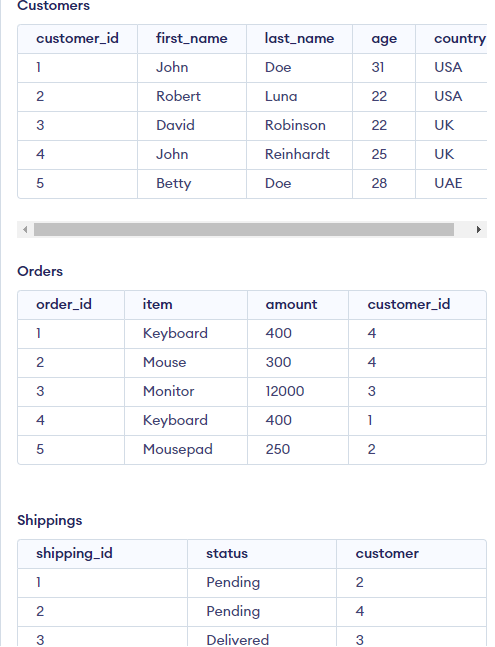 Customers
customer_id first_name last_name age country
1 John Doe 31 USA
2 Robert Luna 22 USA
3 David Robinson 22 UK
4 John Reinhardt 25 UK
5 Betty Doe 28 UAE
Orders
order_id item amount customer_id
1 Keyboard 400 4
2 Mouse 300 4
3 Monitor 12000 3
4 Keyboard 400 1
5 Mousepad 250 2
Shippings
shipping_id status customer
1 Pending 2
2 Pending 4
3 Delivered 3